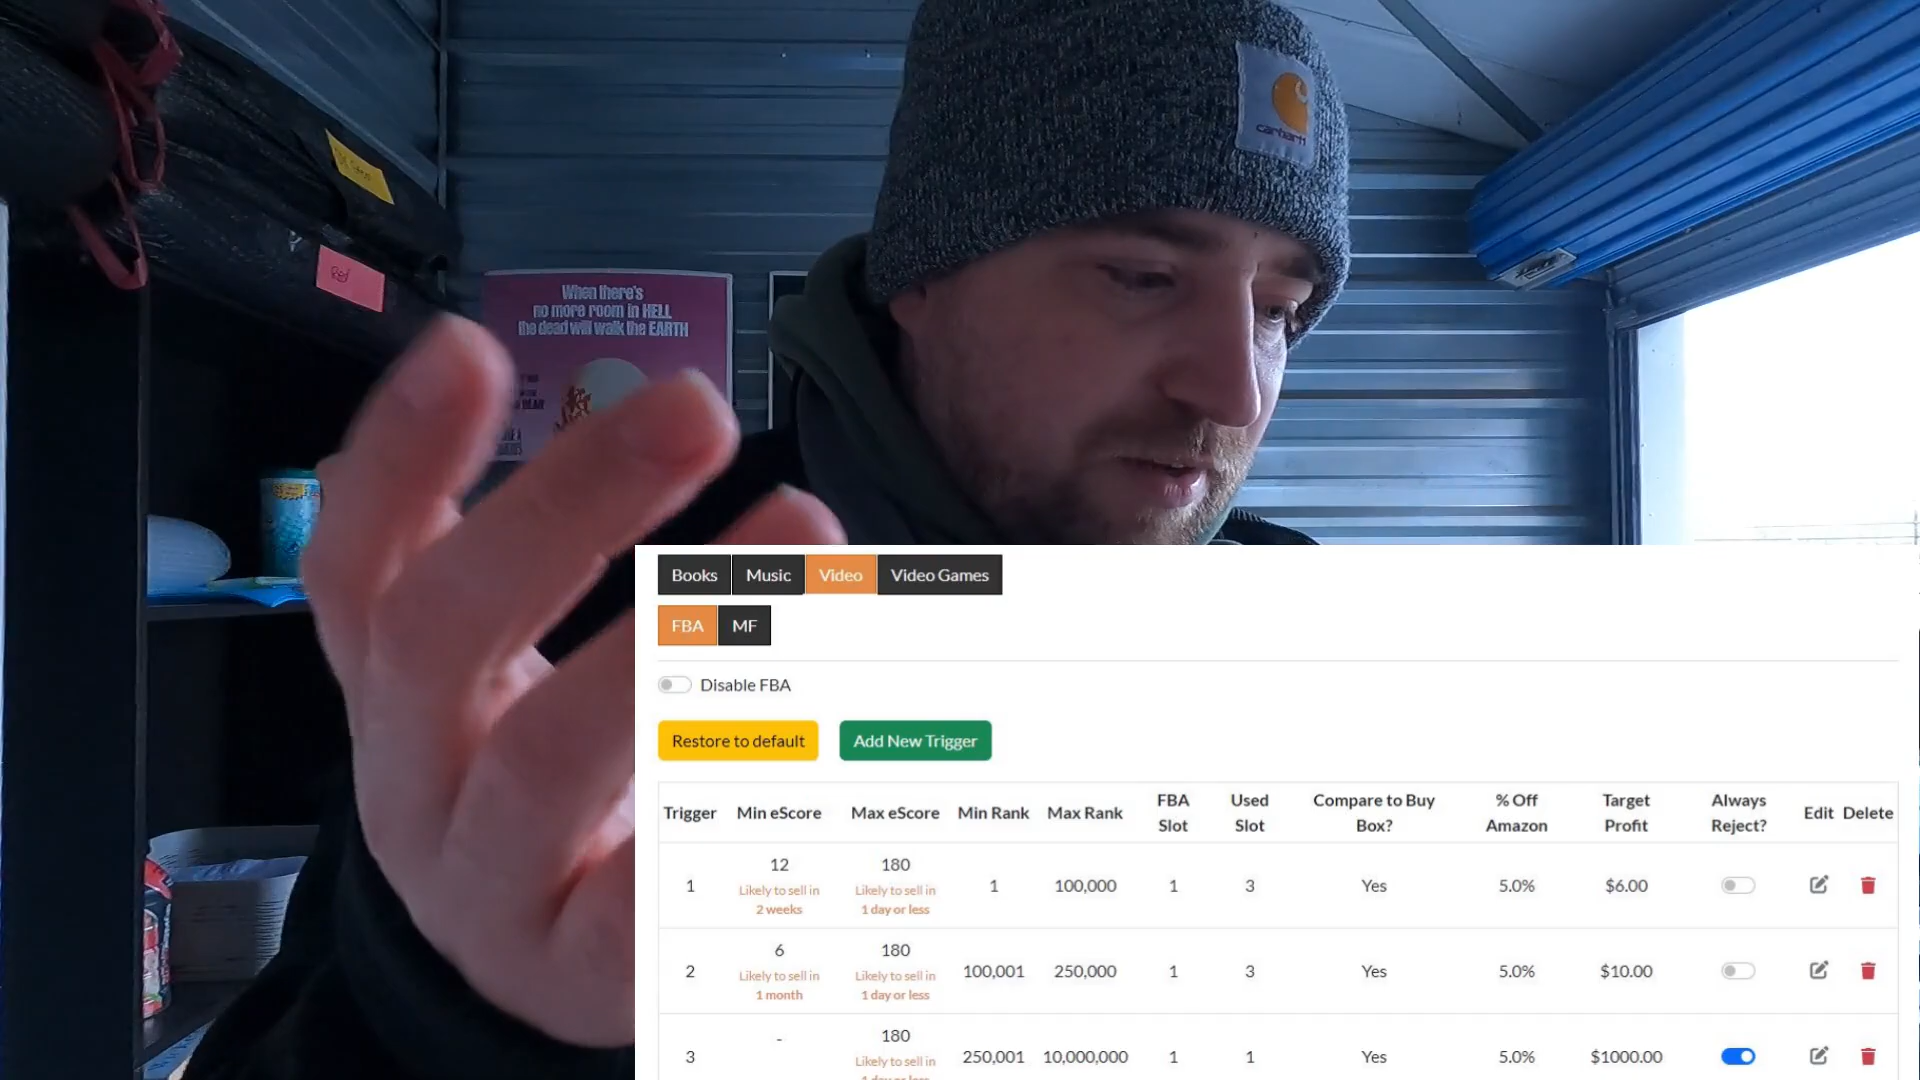 carhartt
Red
When there's
no more room in HELL
the dead will walk the EARTH
Books Music Video Video Games
FBA MF
Disable FBA
Restore to default Add New Trigger
Trigger Min eScore Max eScore Min Rank Max Rank FBA Slot Used Slot Compare to Buy Box? % Off Amazon Target Profit Always Reject? Edit Delete
1 12 Likely to sell in 2 weeks 180 Likely to sell in 1 day or less 1 100,000 1 3 Yes 5.0% $6.00
2 6 Likely to sell in 1 month 180 Likely to sell in 1 day or less 100,001 250,000 1 3 Yes 5.0% $10.00
3 - 180 Likely to sell in 1 day or less 250,001 10,000,000 1 1 Yes 5.0% $1000.00